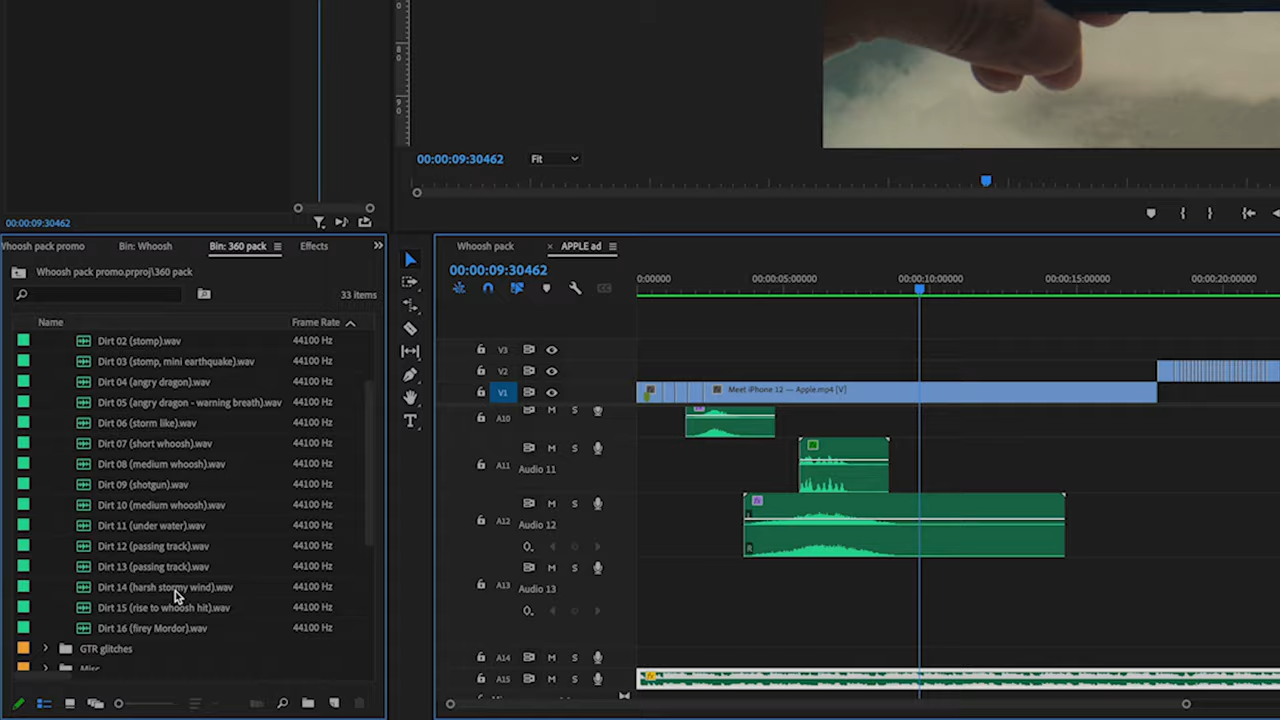 0
8
0
9
0
00:00:09:30462
Fit
00:00:09:30462
Whoosh pack promo
Bin: Whoosh
Bin: 360 pack
Effects
Whoosh pack promo.prproj\360 pack
33 items
Name
Frame Rate
Dirt 02 (stomp).wav 44100 Hz
Dirt 03 (stomp, mini earthquake).wav 44100 Hz
Dirt 04 (angry dragon).wav 44100 Hz
Dirt 05 (angry dragon - warning breath).wav 44100 Hz
Dirt 06 (storm like).wav 44100 Hz
Dirt 07 (short whoosh).wav 44100 Hz
Dirt 08 (medium whoosh).wav 44100 Hz
Dirt 09 (shotgun).wav 44100 Hz
Dirt 10 (medium whoosh).wav 44100 Hz
Dirt 11 (under water).wav 44100 Hz
Dirt 12 (passing track).wav 44100 Hz
Dirt 13 (passing track).wav 44100 Hz
Dirt 14 (harsh stormy wind).wav 44100 Hz
Dirt 15 (rise to whoosh hit).wav 44100 Hz
Dirt 16 (firey Mordor).wav 44100 Hz
GTR glitches
Misc
Whoosh pack
× APPLE ad
00:00:09:30462
0:00000 00:00:05:00000 00:00:10:00000 00:00:15:00000 00:00:20:00000
V3
V2
V1 Meet iPhone 12 — Apple.mp4 [V]
A10
M S
A11 Audio 11
M S
A12 Audio 12
L
R
M S
A13 Audio 13
A14 M S
A15 M S